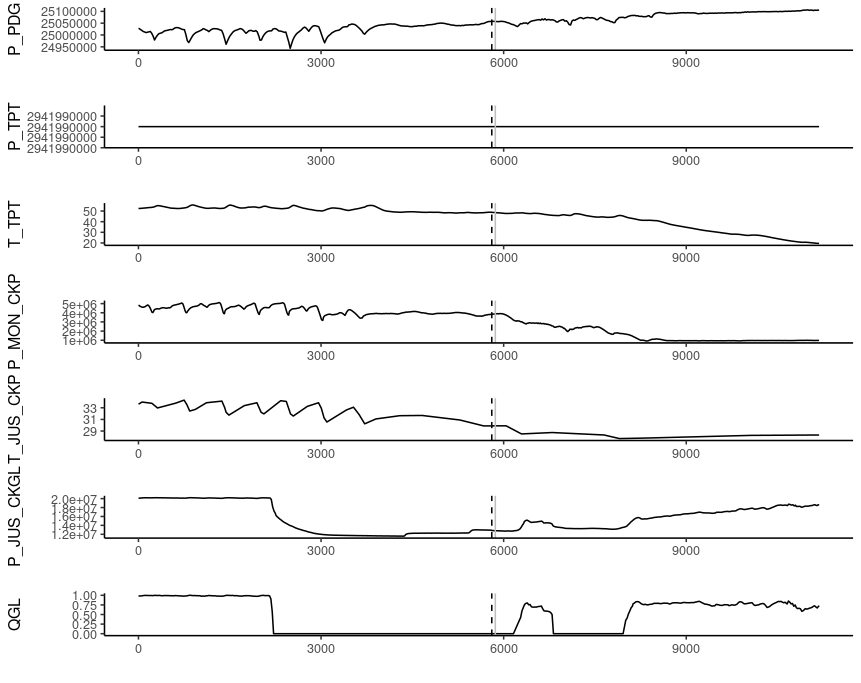 P_PDG
25100000
25050000
25000000
24950000
0 3000 6000 9000
P_TPT
2941990000
2941990000
2941990000
2941990000
0 3000 6000 9000
T_TPT
50
40
30
20
0 3000 6000 9000
P_MON_CKP
5e+06
4e+06
3e+06
2e+06
1e+06
0 3000 6000 9000
T_JUS_CKP
33
31
29
0 3000 6000 9000
P_JUS_CKGL
2.0e+07
1.8e+07
1.6e+07
1.4e+07
1.2e+07
0 3000 6000 9000
QGL
1.00
0.75
0.50
0.25
0.00
0 3000 6000 9000